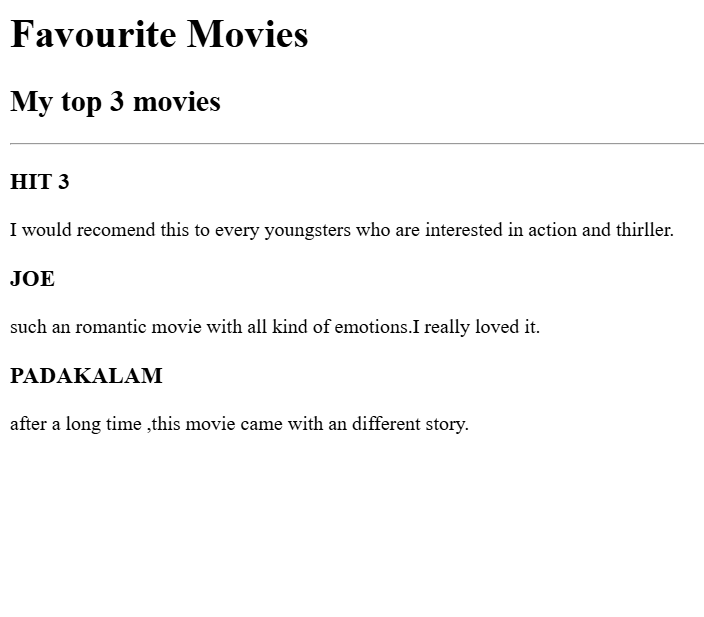 Favourite Movies
My top 3 movies
HIT 3
I would recomend this to every youngsters who are interested in action and thirller.
JOE
such an romantic movie with all kind of emotions.I really loved it.
PADAKALAM
after a long time ,this movie came with an different story.